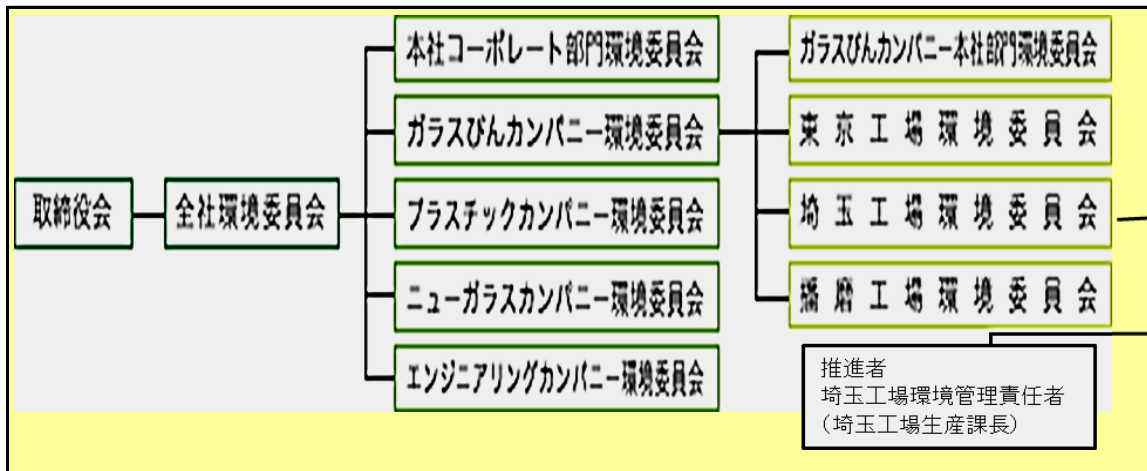 取締役会
全社環境委員会
本社コーポレート部門環境委員会
ガラスびんカンパニー環境委員会
プラスチックカンパニー環境委員会
ニューガラスカンパニー環境委員会
エンジニアリングカンパニー環境委員会
ガラスびんカンパニー本社部門環境委員会
東京工場環境委員会
埼玉工場環境委員会
播磨工場環境委員会
推進者
埼玉工場環境管理責任者
(埼玉工場生産課長)